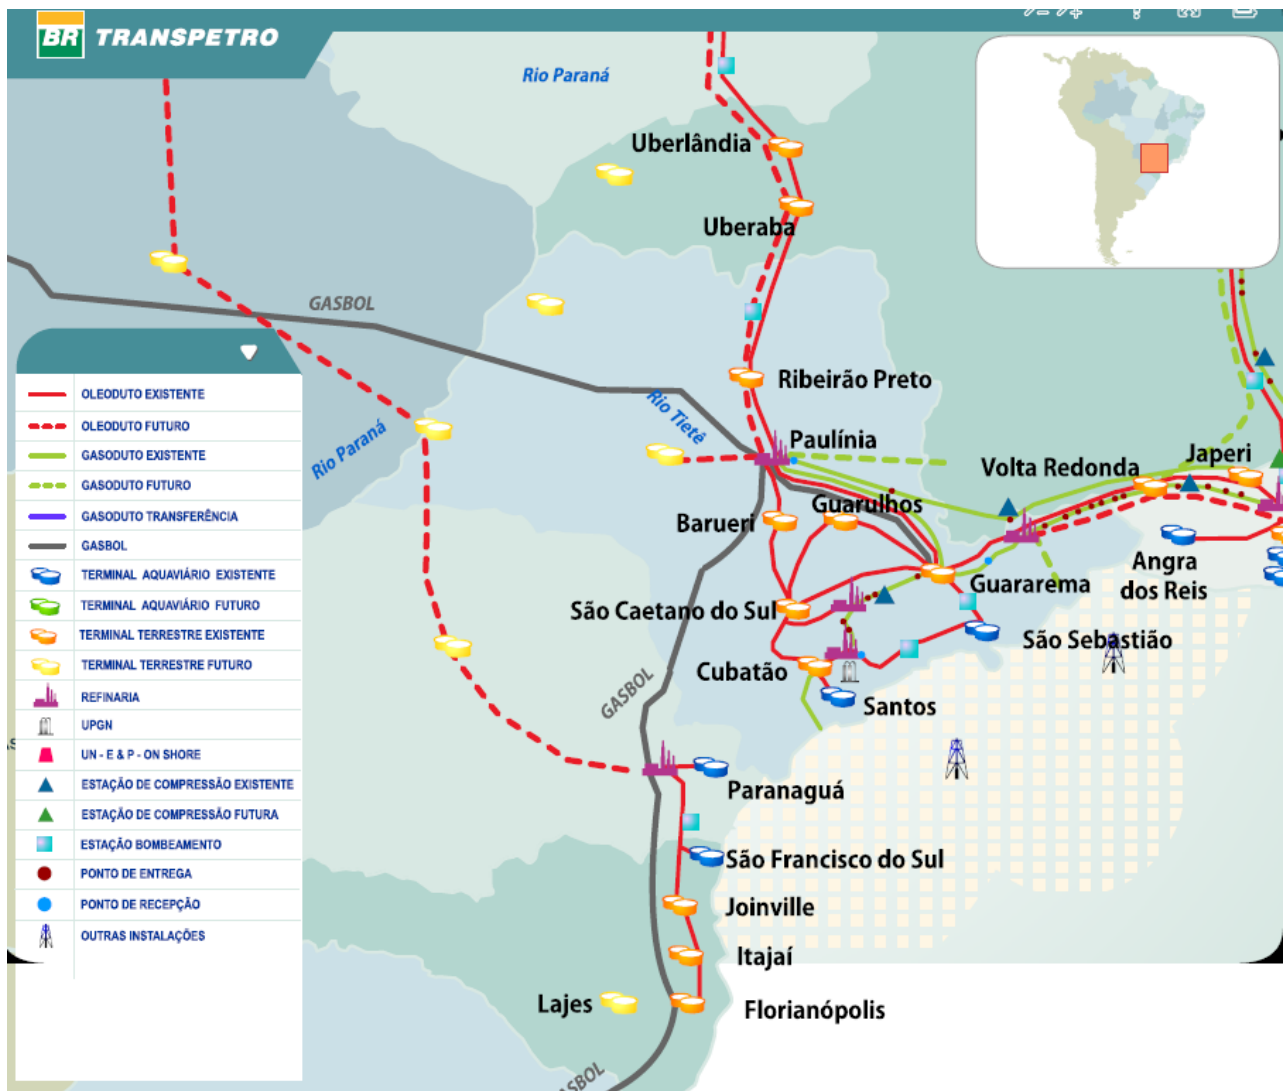 BR TRANSPETRO
Rio Paraná
Uberlândia
Uberaba
GASBOL
Ribeirão Preto
Rio Tietê
Rio Paraná
Paulínia
Volta Redonda
Japeri
Guarulhos
Barueri
Angra
dos Reis
Guararema
São Caetano do Sul
São Sebastião
Cubatão
Santos
GASBOL
Paranaguá
São Francisco do Sul
Joinville
Itajaí
Lajes
Florianópolis
OLEODUTO EXISTENTE
OLEODUTO FUTURO
GASODUTO EXISTENTE
GASODUTO FUTURO
GASODUTO TRANSFERÊNCIA
GASBOL
TERMINAL AQUAVIÁRIO EXISTENTE
TERMINAL AQUAVIÁRIO FUTURO
TERMINAL TERRESTRE EXISTENTE
TERMINAL TERRESTRE FUTURO
REFINARIA
UPGN
UN - E & P - ON SHORE
ESTAÇÃO DE COMPRESSÃO EXISTENTE
ESTAÇÃO DE COMPRESSÃO FUTURA
ESTAÇÃO BOMBEAMENTO
PONTO DE ENTREGA
PONTO DE RECEPÇÃO
OUTRAS INSTALAÇÕES